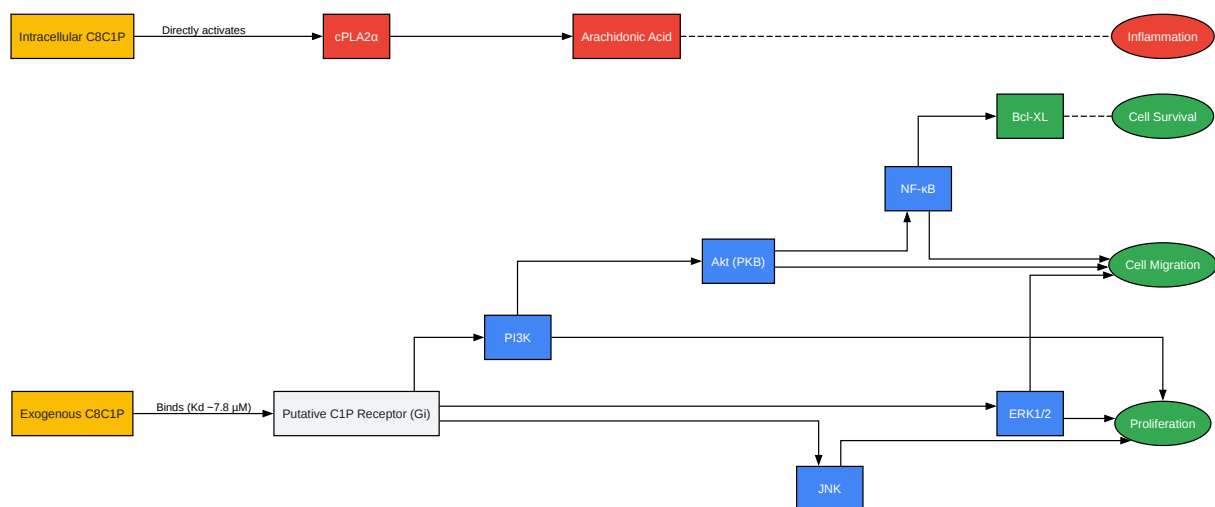 Intracellular C8C1P
Directly activates
cPLA2α
Arachidonic Acid
Inflammation
Bcl-XL
Cell Survival
NF-κB
Akt (PKB)
Cell Migration
PI3K
Exogenous C8C1P
Binds (Kd ~7.8 µM)
Putative C1P Receptor (Gi)
ERK1/2
Proliferation
JNK